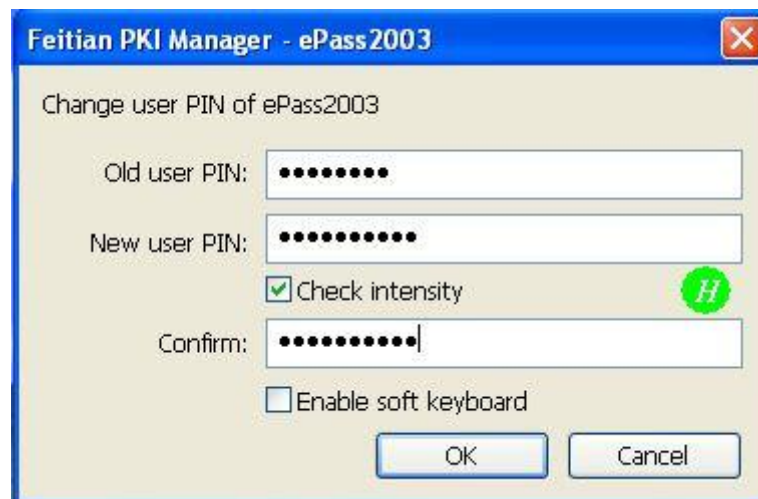 Feitian PKI Manager - ePass2003
Change user PIN of ePass2003
Old user PIN: ••••••••
New user PIN: ••••••••••
Check intensity H
Confirm: ••••••••••
Enable soft keyboard
OK Cancel